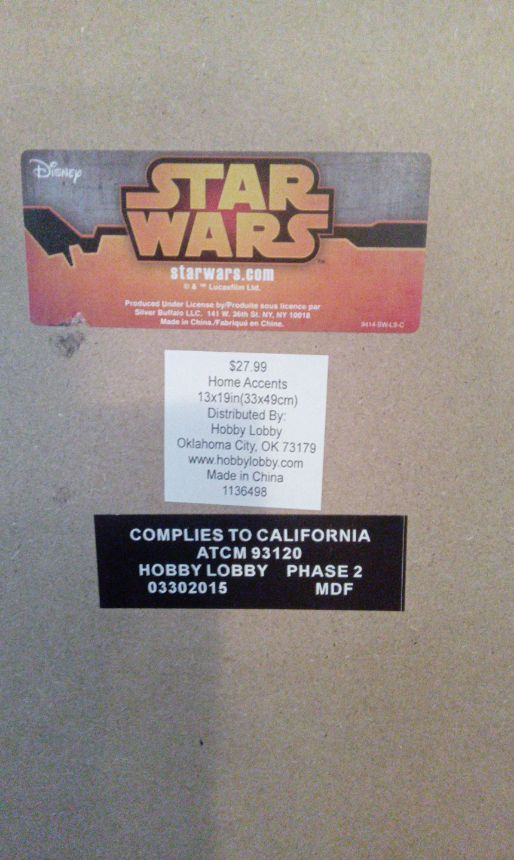 Disney
STAR
WARS
™
starwars.com
© & ™ Lucasfilm Ltd.
Produced Under License by/Produite sous licence par
Silver Buffalo LLC. 141 W. 36th St. NY, NY 10018
Made in China./Fabriqué en Chine.
9414-SW-LS-C
$27.99
Home Accents
13x19in(33x49cm)
Distributed By:
Hobby Lobby
Oklahoma City, OK 73179
www.hobbylobby.com
Made in China
1136498
COMPLIES TO CALIFORNIA
ATCM 93120
HOBBY LOBBY PHASE 2
03302015 MDF